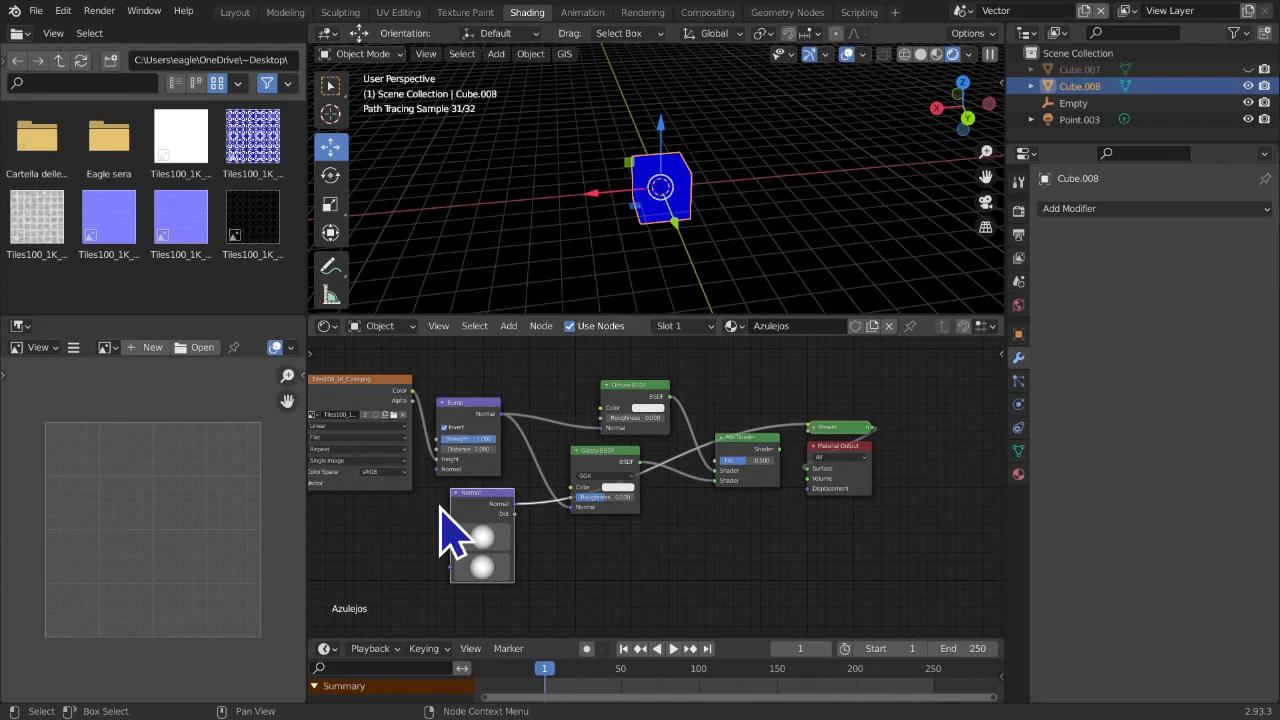 File Edit Render Window Help Layout Modeling Sculpting UV Editing Texture Paint Shading Animation Rendering Compositing Geometry Nodes Scripting Vector View Layer
View Select C:\Users\eagle\OneDrive\~Desktop\ Orientation: Default Drag: Select Box Global Options
Object Mode View Select Add Object GIS
Scene Collection
Cube.007
Cube.008
Empty
Point.003
User Perspective
(1) Scene Collection | Cube.008
Path Tracing Sample 31/32
X
Y
Z
Cartella delle... Eagle sera Tiles100_1K_... Tiles100_1K_...
Tiles100_1K_... Tiles100_1K_... Tiles100_1K_... Tiles100_1K_...
Cube.008
Add Modifier
View New Open
Object View Select Add Node Use Nodes Slot 1 Azulejos
Tiles100_1K_Color.png
Color
Alpha
Tiles100_1... 2
Linear
Flat
Repeat
Single Image
Color Space sRGB
Vector
Bump
Normal
Invert
Strength: 1.000
Distance: 1.000
Height
Normal
Normal
Normal
Dot
Diffuse BSDF
BSDF
Color
Roughness 0.000
Normal
Glossy BSDF
BSDF
GGX
Color
Roughness 0.500
Normal
Mix Shader
Shader
Fac 0.500
Shader
Shader
Viewer
Material Output
All
Surface
Volume
Displacement
Azulejos
Playback Keying View Marker 1 Start 1 End 250
1 50 100 150 200 250
Summary
Select Box Select Pan View Node Context Menu 2.93.3